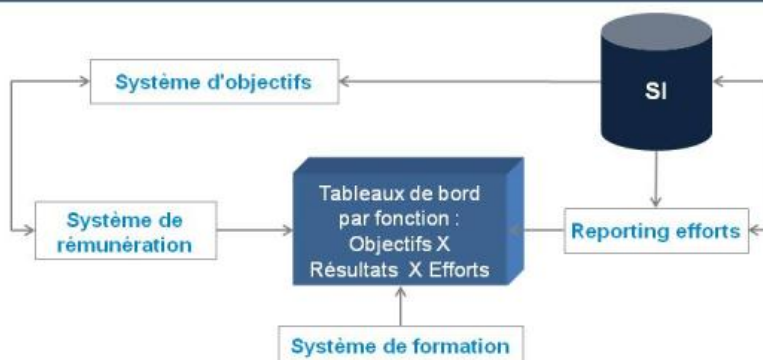 SI
Système d'objectifs
Tableaux de bord
par fonction :
Objectifs X
Résultats X Efforts
Système de
rémunération
Reporting efforts
Système de formation